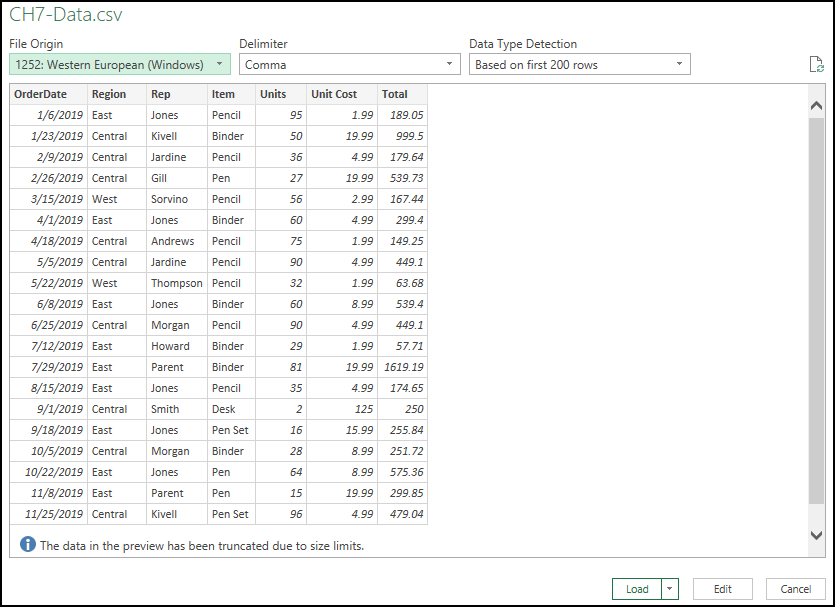 CH7-Data.csv
File Origin Delimiter Data Type Detection
1252: Western European (Windows) Comma Based on first 200 rows
OrderDate Region Rep Item Units Unit Cost Total
1/6/2019 East Jones Pencil 95 1.99 189.05
1/23/2019 Central Kivell Binder 50 19.99 999.5
2/9/2019 Central Jardine Pencil 36 4.99 179.64
2/26/2019 Central Gill Pen 27 19.99 539.73
3/15/2019 West Sorvino Pencil 56 2.99 167.44
4/1/2019 East Jones Binder 60 4.99 299.4
4/18/2019 Central Andrews Pencil 75 1.99 149.25
5/5/2019 Central Jardine Pencil 90 4.99 449.1
5/22/2019 West Thompson Pencil 32 1.99 63.68
6/8/2019 East Jones Binder 60 8.99 539.4
6/25/2019 Central Morgan Pencil 90 4.99 449.1
7/12/2019 East Howard Binder 29 1.99 57.71
7/29/2019 East Parent Binder 81 19.99 1619.19
8/15/2019 East Jones Pencil 35 4.99 174.65
9/1/2019 Central Smith Desk 2 125 250
9/18/2019 East Jones Pen Set 16 15.99 255.84
10/5/2019 Central Morgan Binder 28 8.99 251.72
10/22/2019 East Jones Pen 64 8.99 575.36
11/8/2019 East Parent Pen 15 19.99 299.85
11/25/2019 Central Kivell Pen Set 96 4.99 479.04
The data in the preview has been truncated due to size limits.
Load Edit Cancel